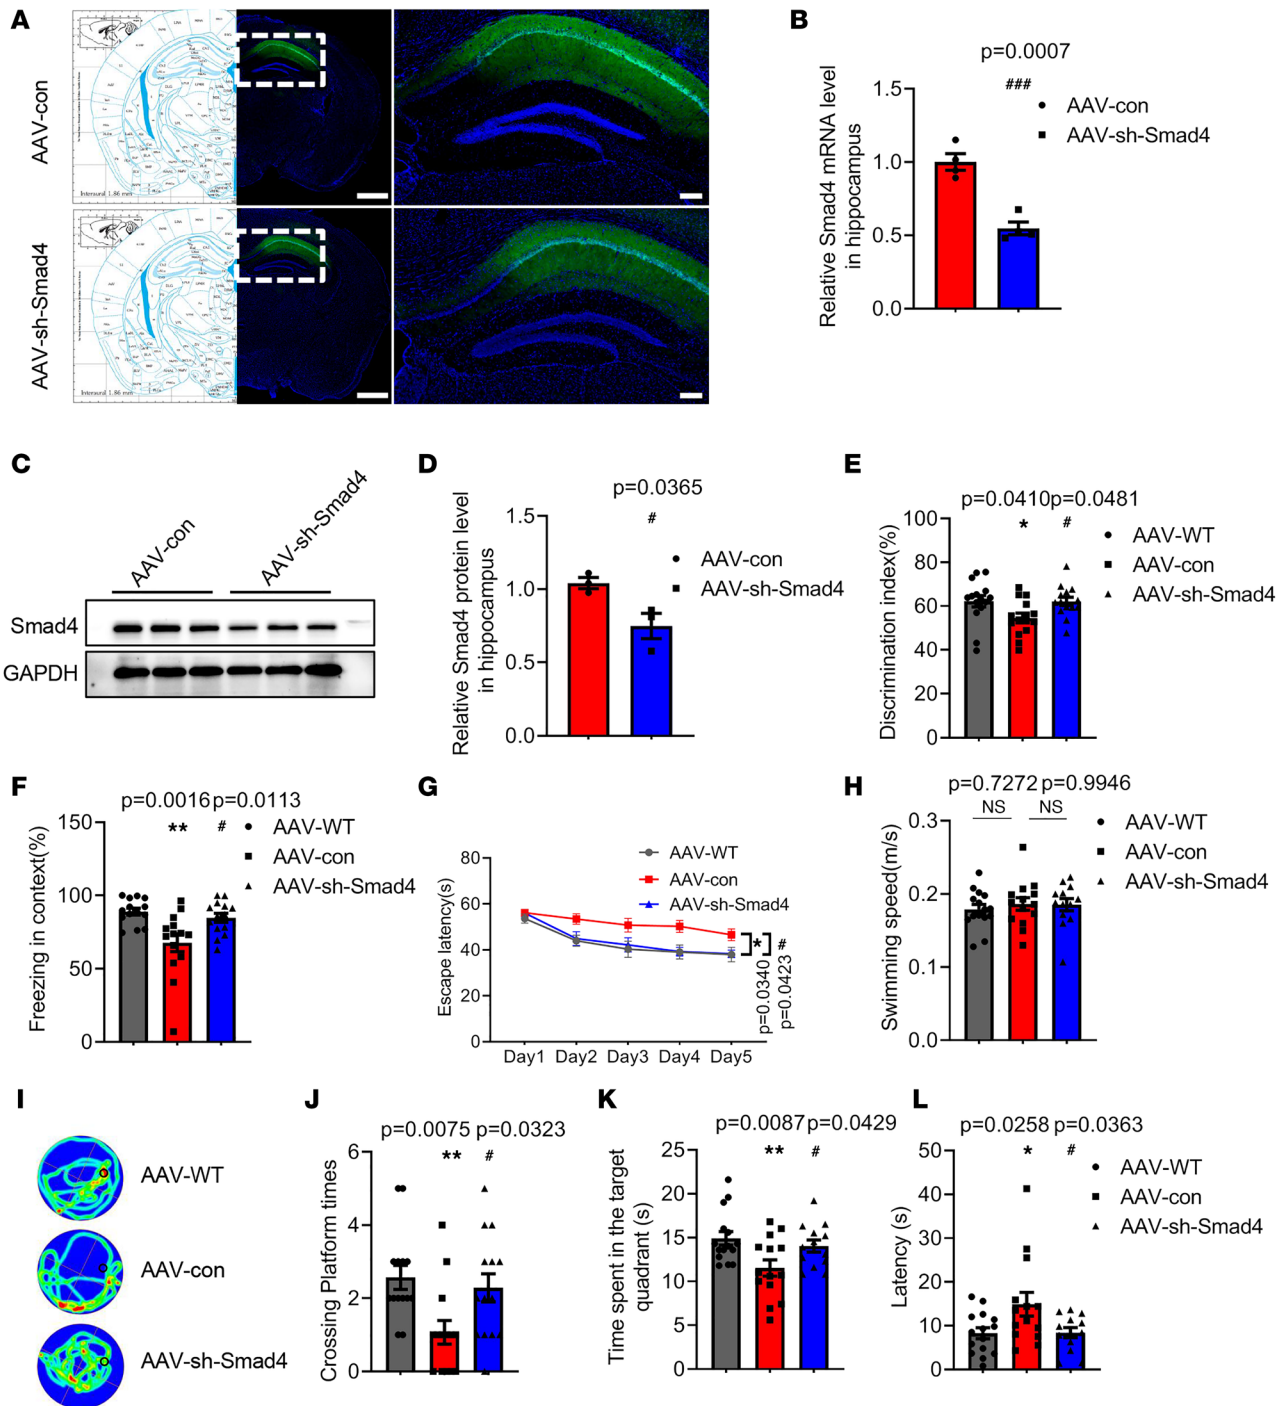 A
AAV-con
Interaural 1.86 mm
AAV-sh-Smad4
Interaural 1.86 mm
B
p=0.0007
###
AAV-con
AAV-sh-Smad4
Relative Smad4 mRNA level
in hippocampus
1.5
1.0
0.5
0.0
C
AAV-con
AAV-sh-Smad4
Smad4
GAPDH
D
p=0.0365
#
AAV-con
AAV-sh-Smad4
Relative Smad4 protein level
in hippocampus
1.5
1.0
0.5
0.0
E
p=0.0410 p=0.0481
* #
AAV-WT
AAV-con
AAV-sh-Smad4
Discrimination index(%)
100
80
60
40
20
0
F
p=0.0016 p=0.0113
** #
AAV-WT
AAV-con
AAV-sh-Smad4
Freezing in context(%)
150
100
50
0
G
AAV-WT
AAV-con
AAV-sh-Smad4
Escape latency(s)
80
60
40
20
0
Day1 Day2 Day3 Day4 Day5
* #
p=0.0340
p=0.0423
H
p=0.7272 p=0.9946
NS NS
AAV-WT
AAV-con
AAV-sh-Smad4
Swimming speed(m/s)
0.3
0.2
0.1
0.0
I
AAV-WT
AAV-con
AAV-sh-Smad4
J
p=0.0075 p=0.0323
** #
Crossing Platform times
6
4
2
0
K
p=0.0087 p=0.0429
** #
Time spent in the target
quadrant (s)
25
20
15
10
5
0
L
p=0.0258 p=0.0363
* #
AAV-WT
AAV-con
AAV-sh-Smad4
Latency (s)
50
40
30
20
10
0